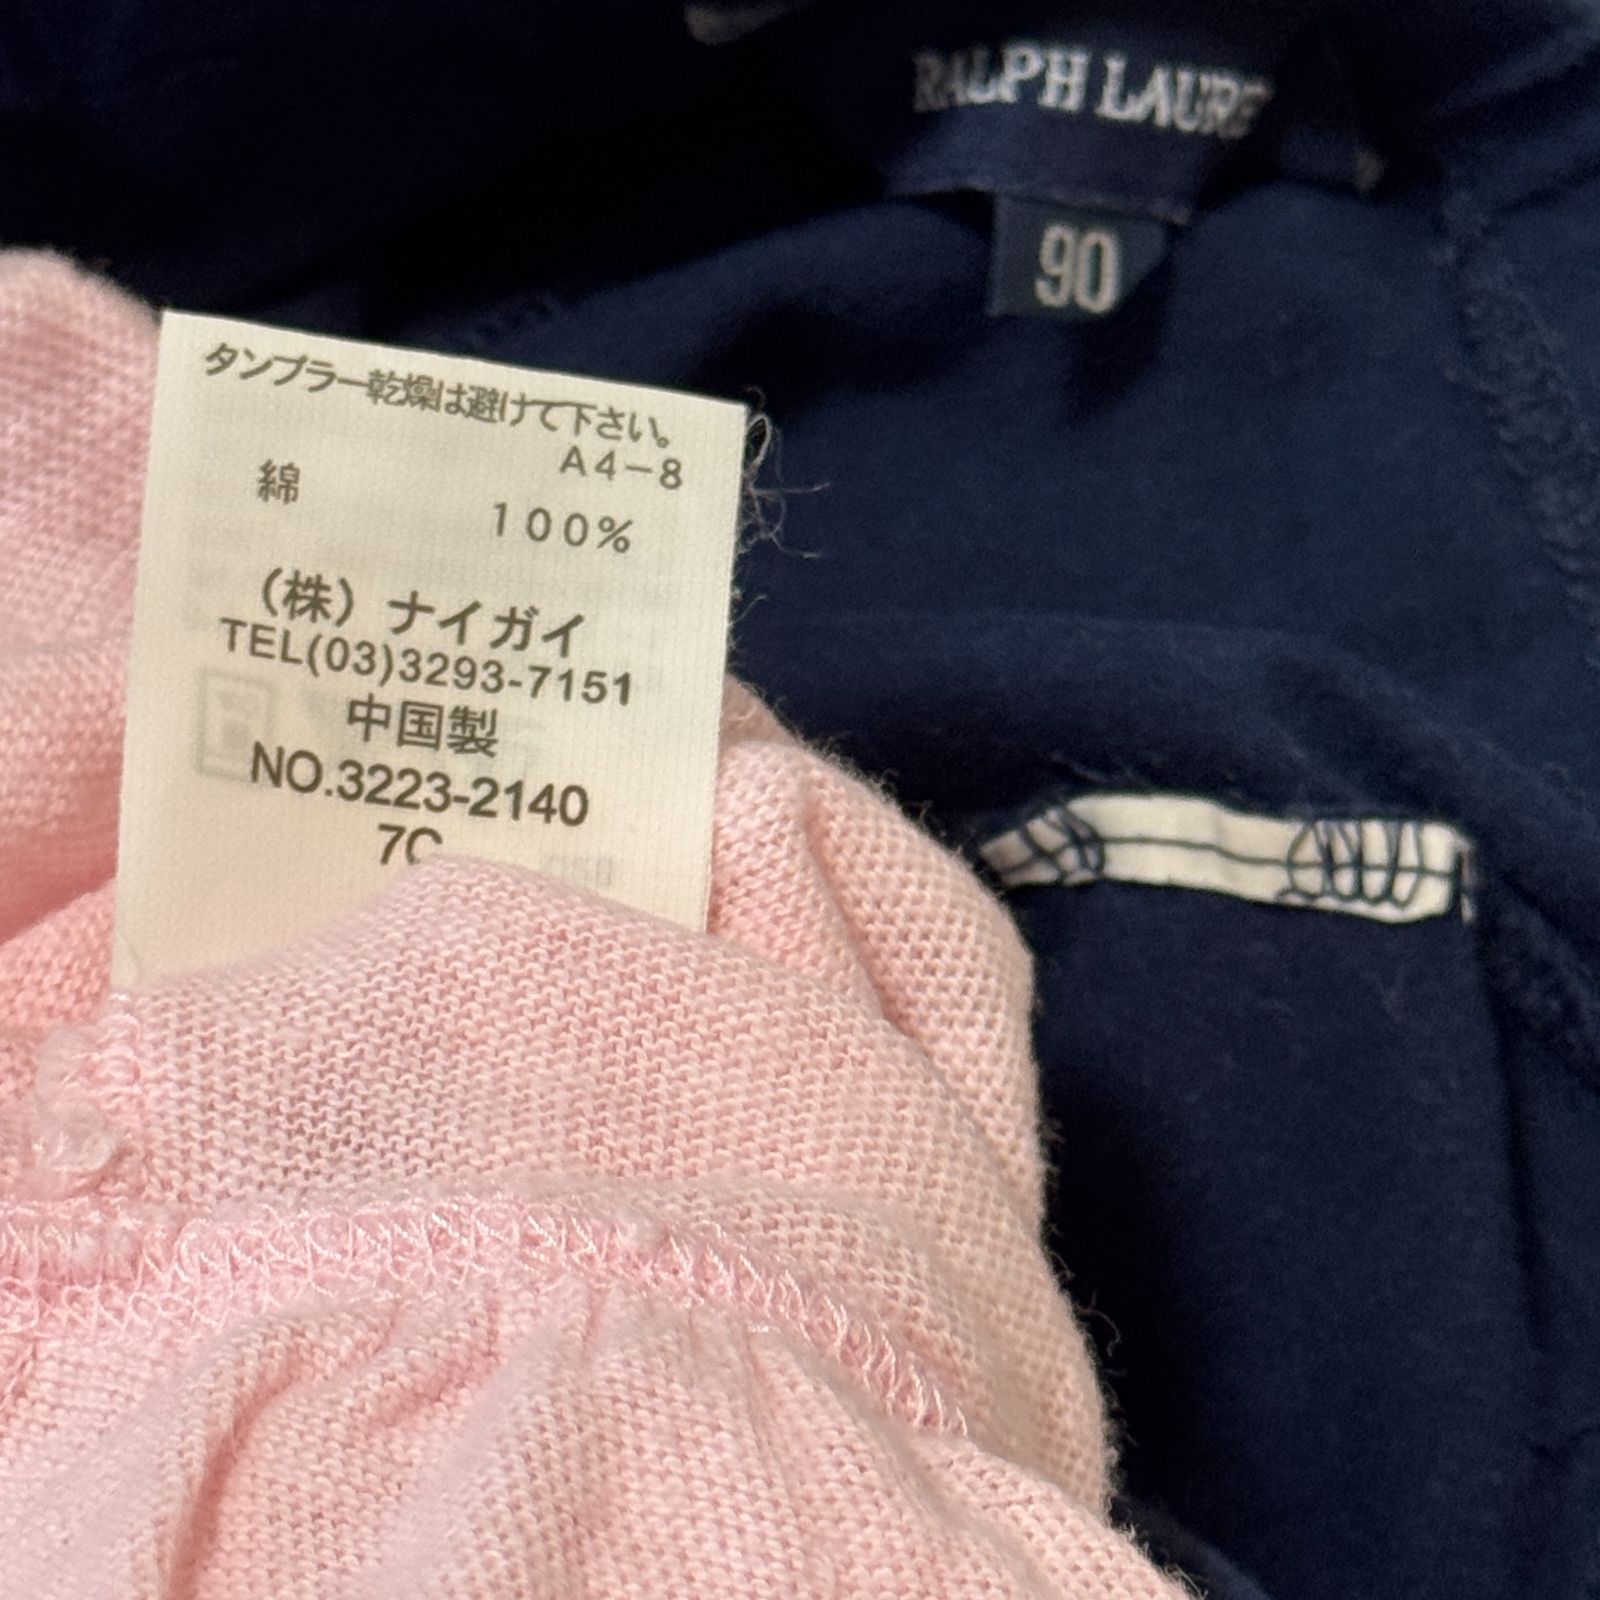 RALPH LAURE
90
タンブラー乾燥は避けて下さい。
A4-8
綿 100%
(株)ナイガイ
TEL(03)3293-7151
中国製
NO.3223-2140
7C